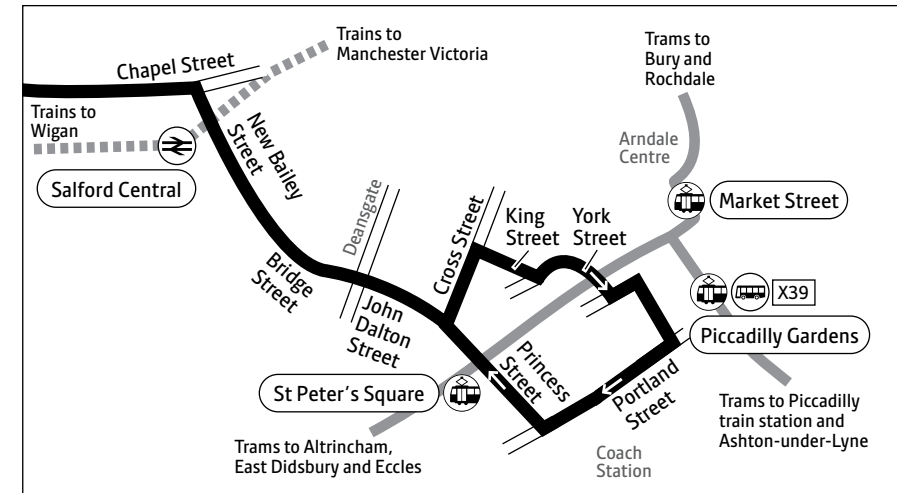 Trains to
Manchester Victoria
Trams to
Bury and
Rochdale
Chapel Street
Trains to
Wigan
New Bailey
Street
Arndale
Centre
Salford Central
Market Street
Deansgate
Cross Street
King
Street
York
Street
Bridge
Street
X39
John
Dalton
Street
Piccadilly Gardens
Princess
Street
Portland
Street
St Peter's Square
Trams to Piccadilly
train station and
Ashton-under-Lyne
Trams to Altrincham,
East Didsbury and Eccles
Coach
Station